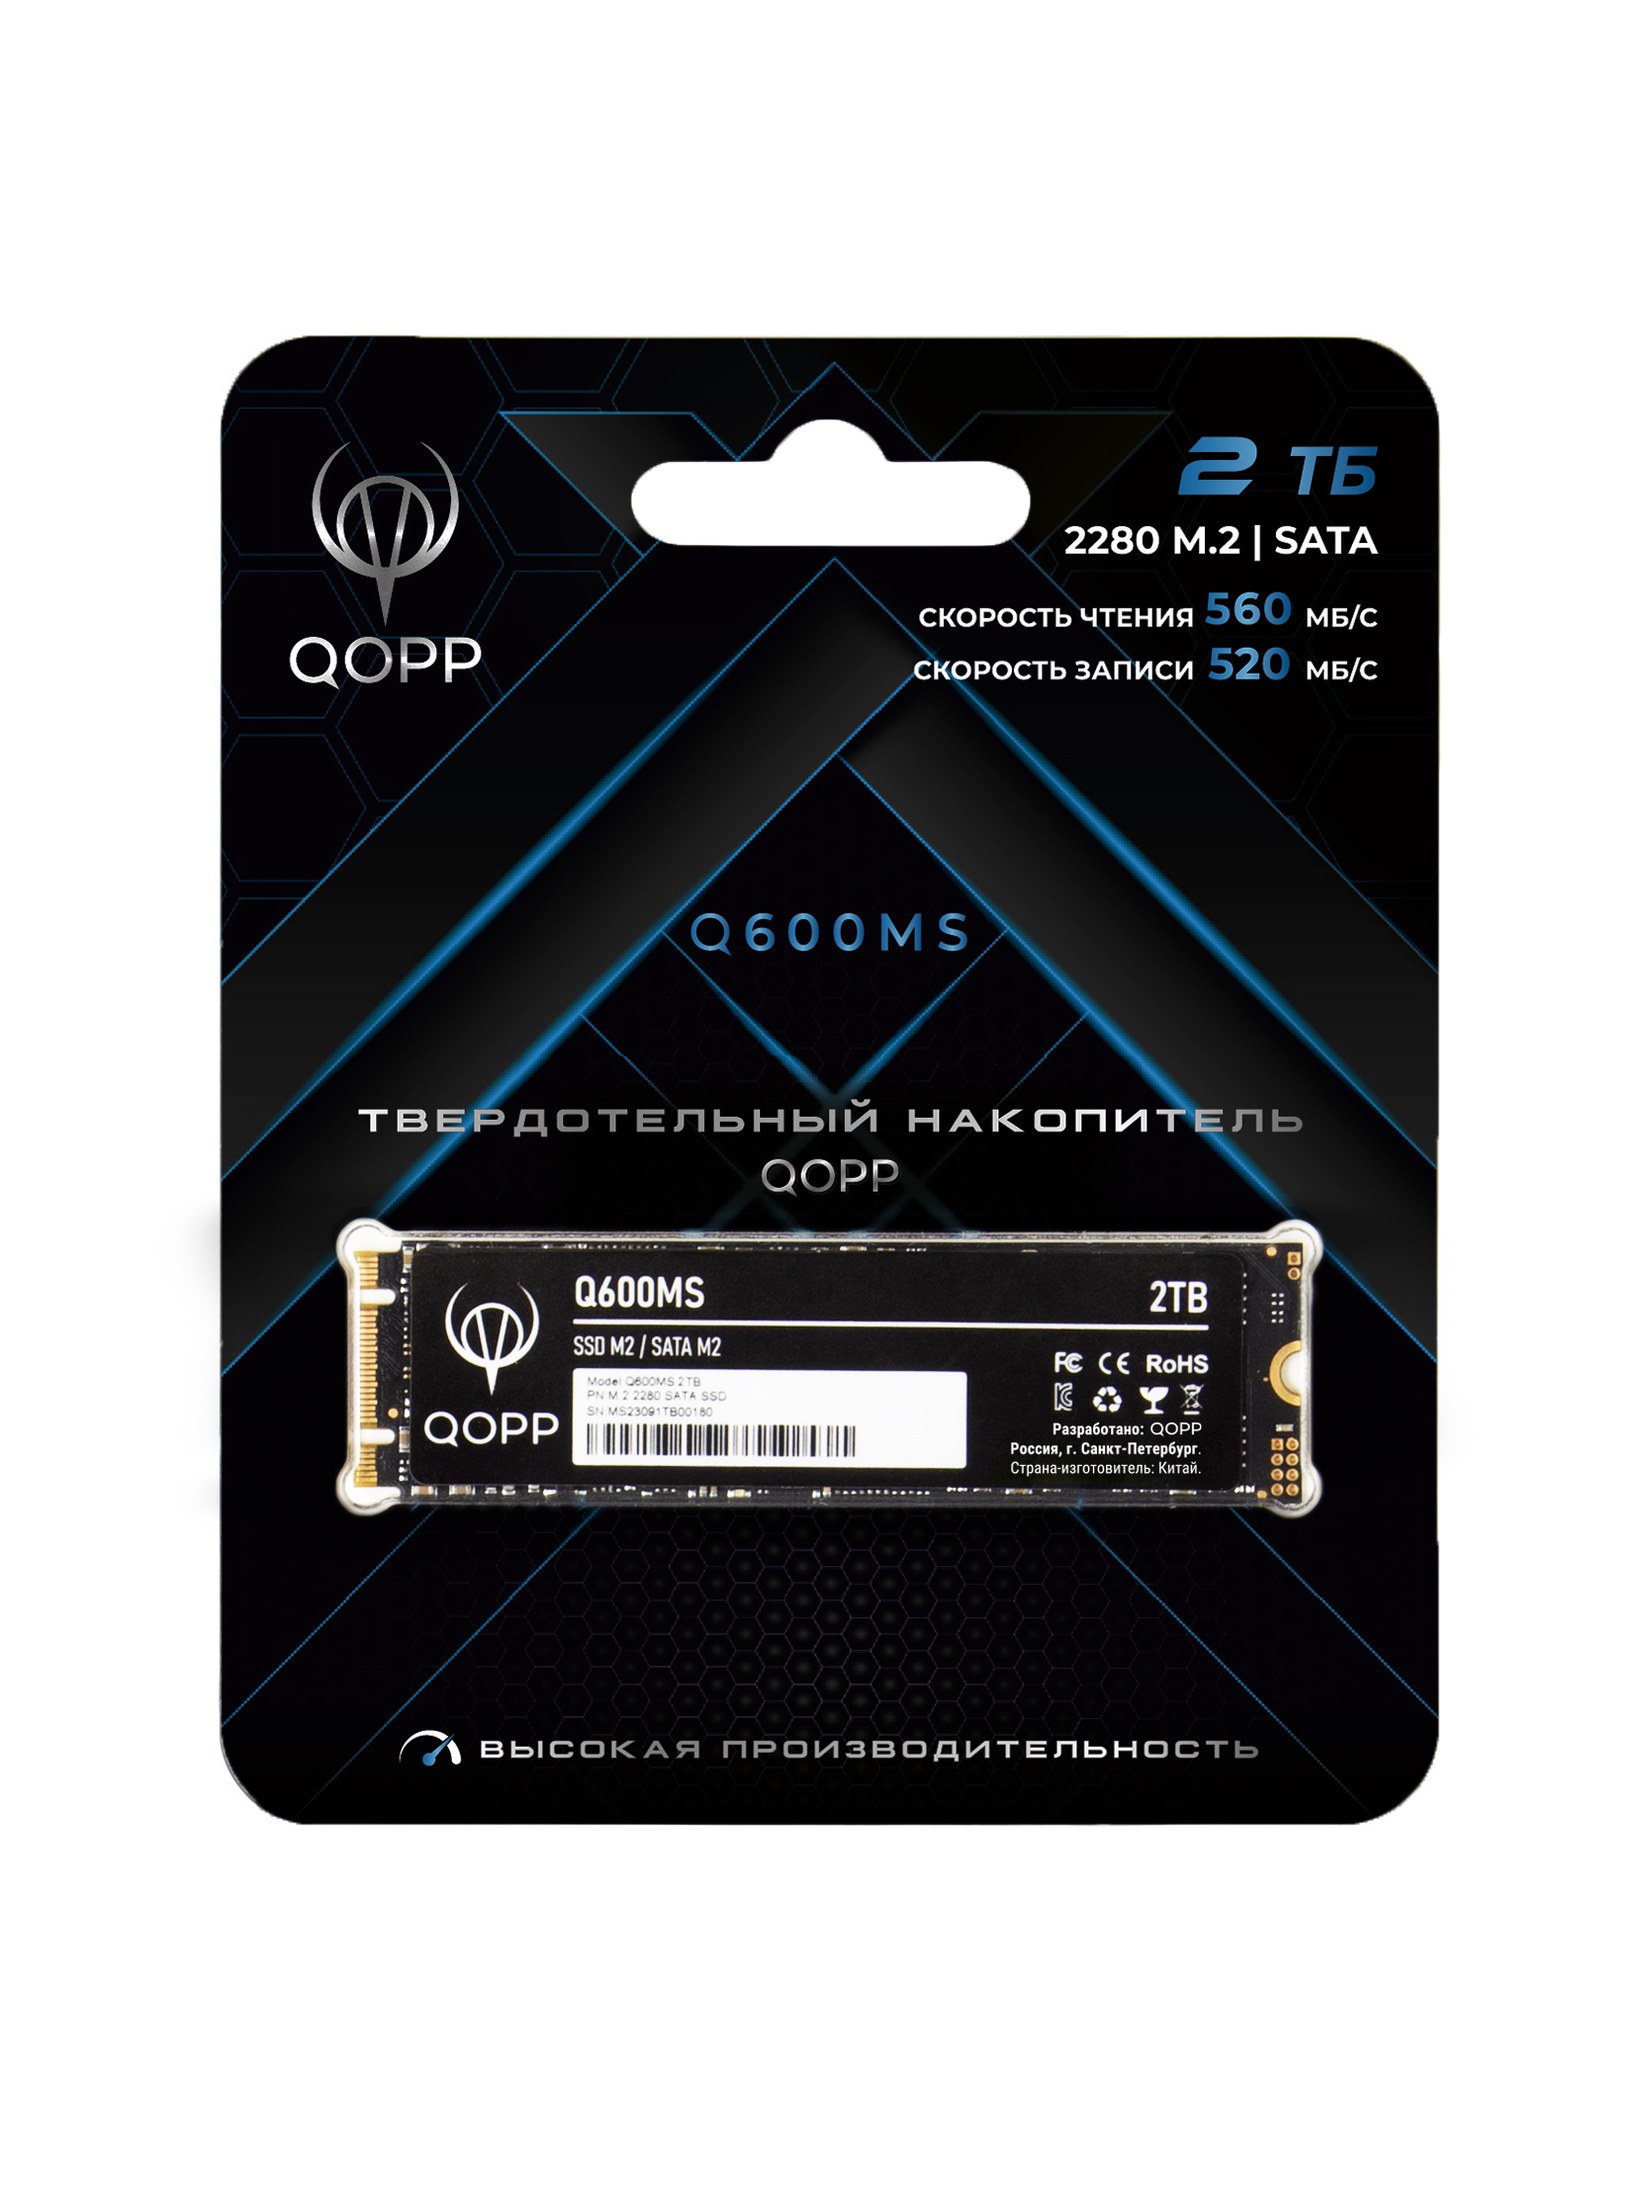 QOPP
2 ТБ
2280 M.2 | SATA
СКОРОСТЬ ЧТЕНИЯ 560 МБ/С
СКОРОСТЬ ЗАПИСИ 520 МБ/С
Q600MS
ТВЕРДОТЕЛЬНЫЙ НАКОПИТЕЛЬ
QOPP
Q600MS
2TB
SSD M2 / SATA M2
Model Q600MS 2TB
PN M.2 2280 SATA SSD
SN MS23091TB00180
QOPP
FC CE RoHS
Разработано: QOPP
Россия, г. Санкт-Петербург.
Страна-изготовитель: Китай.
ВЫСОКАЯ ПРОИЗВОДИТЕЛЬНОСТЬ